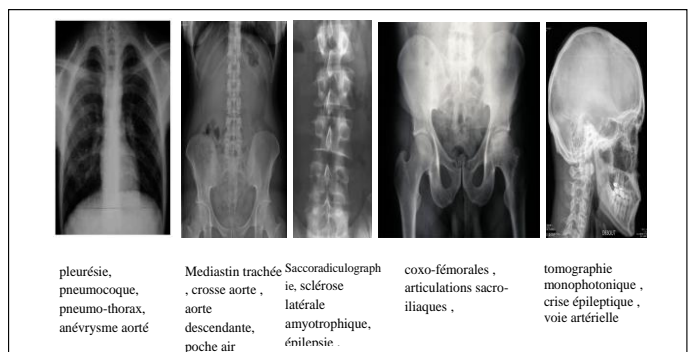 pleurésie,
pneumocoque,
pneumo-thorax,
anévrysme aorté
Mediastin trachée
, crosse aorte ,
aorte
descendante,
poche air
Saccoradiculograph
ie, sclérose
latérale
amyotrophique,
épilepsie ,
coxo-fémorales ,
articulations sacro-
iliaques ,
tomographie
monophotonique ,
crise épileptique ,
voie artérielle
DEBOUT